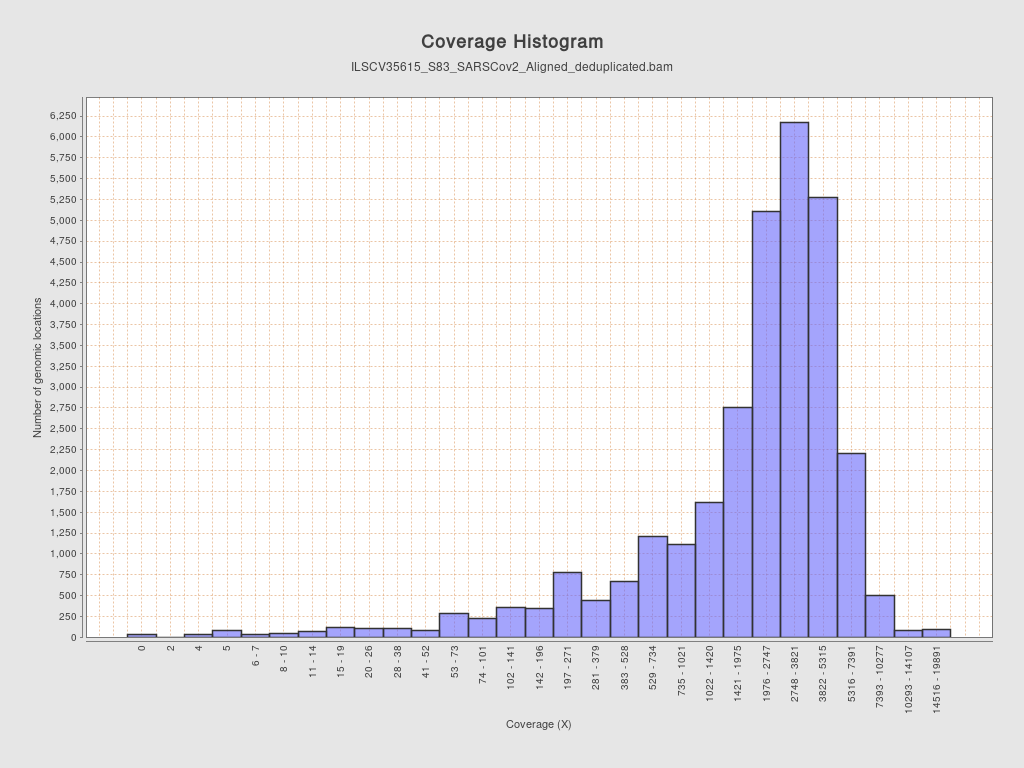 Coverage Histogram
ILSCV35615_S83_SARSCov2_Aligned_deduplicated.bam
Number of genomic locations
6,250
6,000
5,750
5,500
5,250
5,000
4,750
4,500
4,250
4,000
3,750
3,500
3,250
3,000
2,750
2,500
2,250
2,000
1,750
1,500
1,250
1,000
750
500
250
0
0
2
4
5
6 - 7
8 - 10
11 - 14
15 - 19
20 - 26
28 - 38
41 - 52
53 - 73
74 - 101
102 - 141
142 - 196
197 - 271
281 - 379
383 - 528
529 - 734
735 - 1021
1022 - 1420
1421 - 1975
1976 - 2747
2748 - 3821
3822 - 5315
5316 - 7391
7393 - 10277
10293 - 14107
14516 - 19891
Coverage (X)